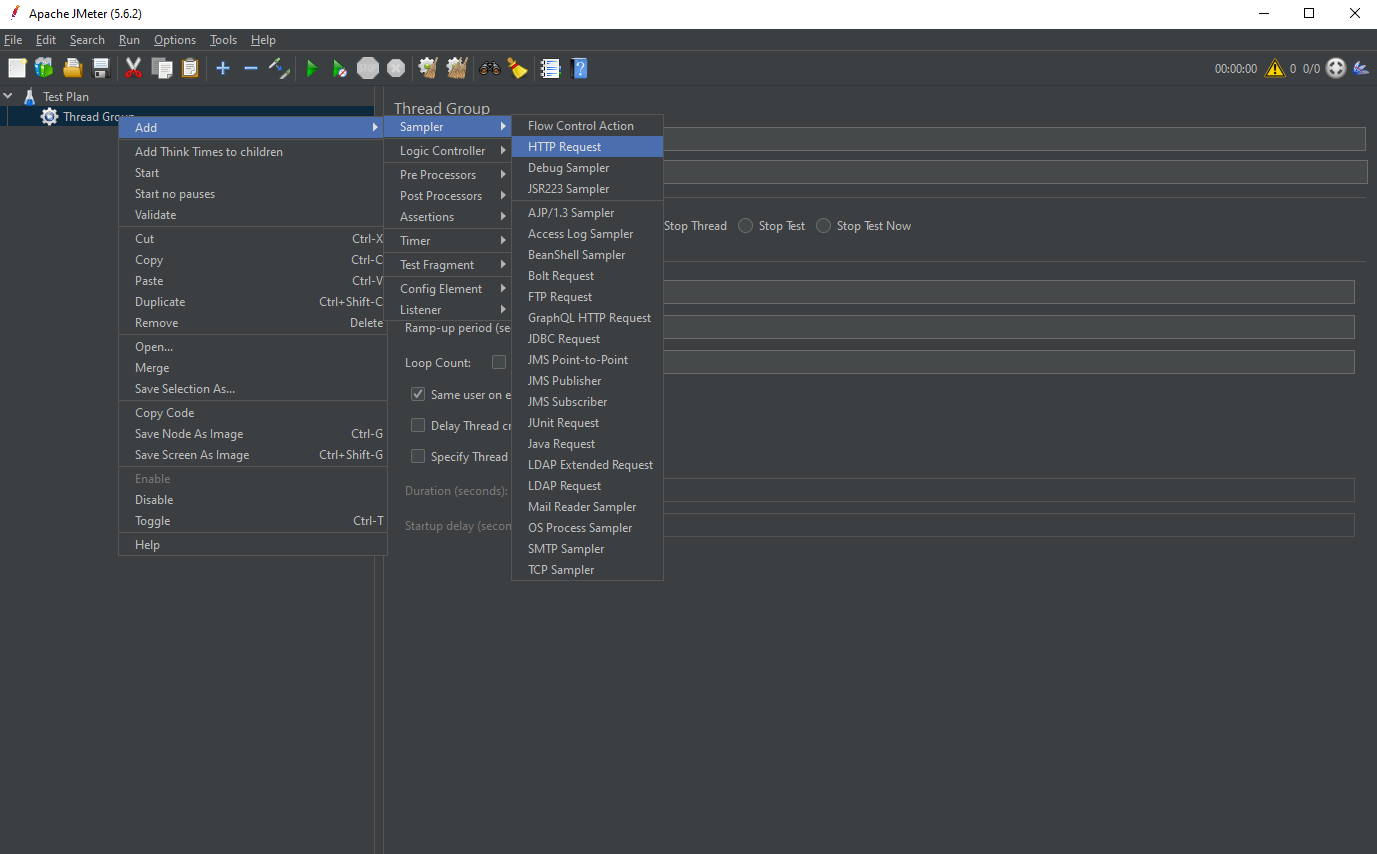 Apache JMeter (5.6.2)
File Edit Search Run Options Tools Help
00:00:00 0 0/0
Test Plan
Thread Group
Add
Add Think Times to children
Start
Start no pauses
Validate
Cut Ctrl-X
Copy Ctrl-C
Paste Ctrl-V
Duplicate Ctrl+Shift-C
Remove Delete
Open...
Merge
Save Selection As...
Copy Code
Save Node As Image Ctrl-G
Save Screen As Image Ctrl+Shift-G
Enable
Disable
Toggle Ctrl-T
Help
Thread Group
Sampler
Logic Controller
Pre Processors
Post Processors
Assertions
Timer
Test Fragment
Config Element
Listener
Flow Control Action
HTTP Request
Debug Sampler
JSR223 Sampler
AJP/1.3 Sampler
Access Log Sampler
BeanShell Sampler
Bolt Request
FTP Request
GraphQL HTTP Request
JDBC Request
JMS Point-to-Point
JMS Publisher
JMS Subscriber
JUnit Request
Java Request
LDAP Extended Request
LDAP Request
Mail Reader Sampler
OS Process Sampler
SMTP Sampler
TCP Sampler
Stop Thread Stop Test Stop Test Now
Ramp-up period (se
Loop Count:
Same user on e
Delay Thread cr
Specify Thread
Duration (seconds):
Startup delay (secon